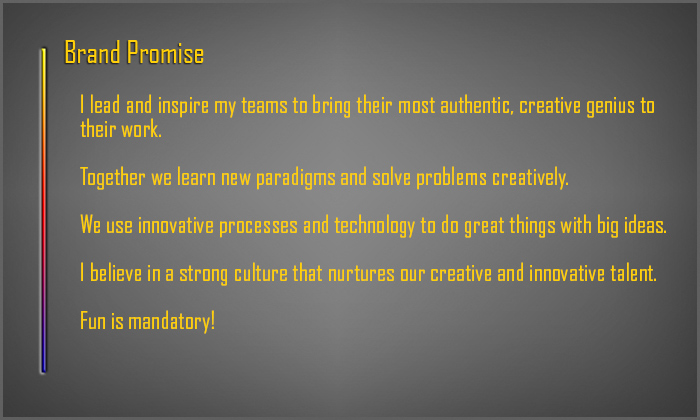 Brand Promise
I lead and inspire my teams to bring their most authentic, creative genius to
their work.
Together we learn new paradigms and solve problems creatively.
We use innovative processes and technology to do great things with big ideas.
I believe in a strong culture that nurtures our creative and innovative talent.
Fun is mandatory!